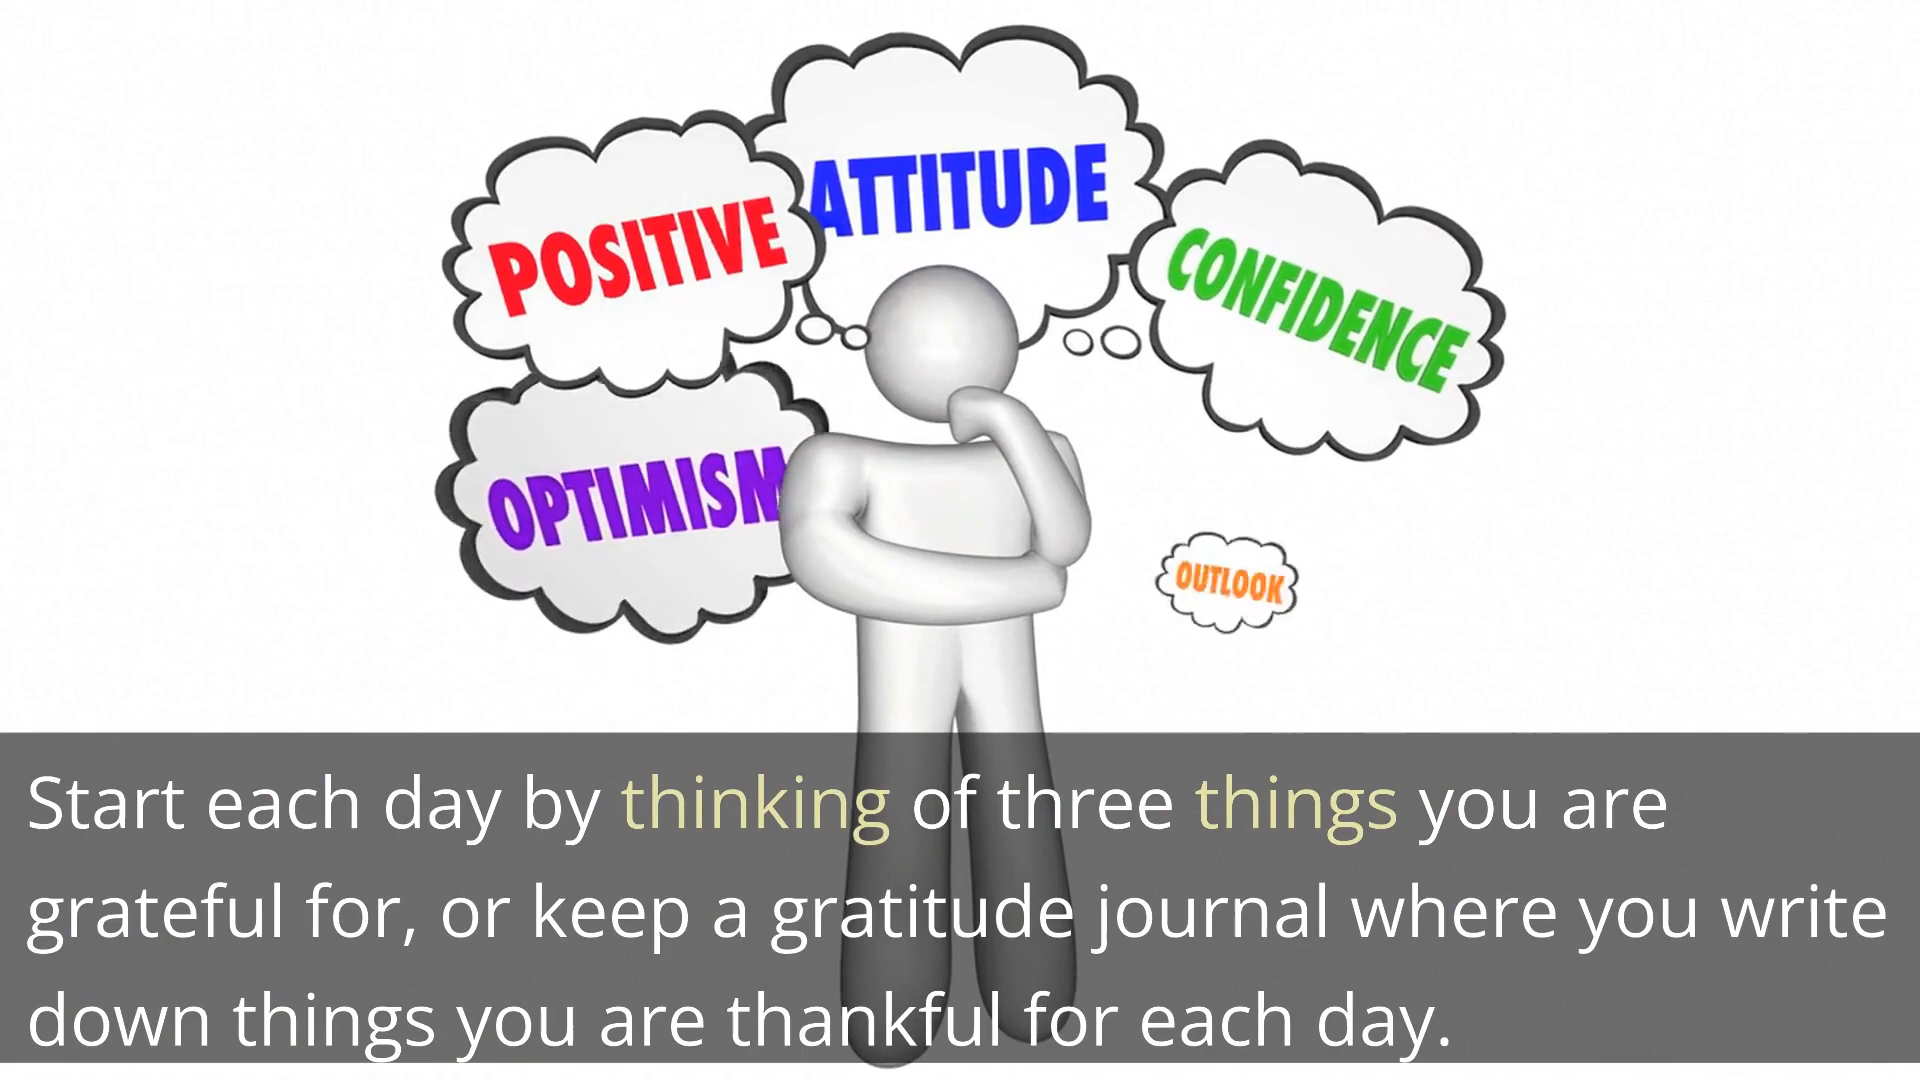 ATTITUDE
POSITIVE
CONFIDENCE
OPTIMISM
OUTLOOK
Start each day by thinking of three things you are
grateful for, or keep a gratitude journal where you write
down things you are thankful for each day.